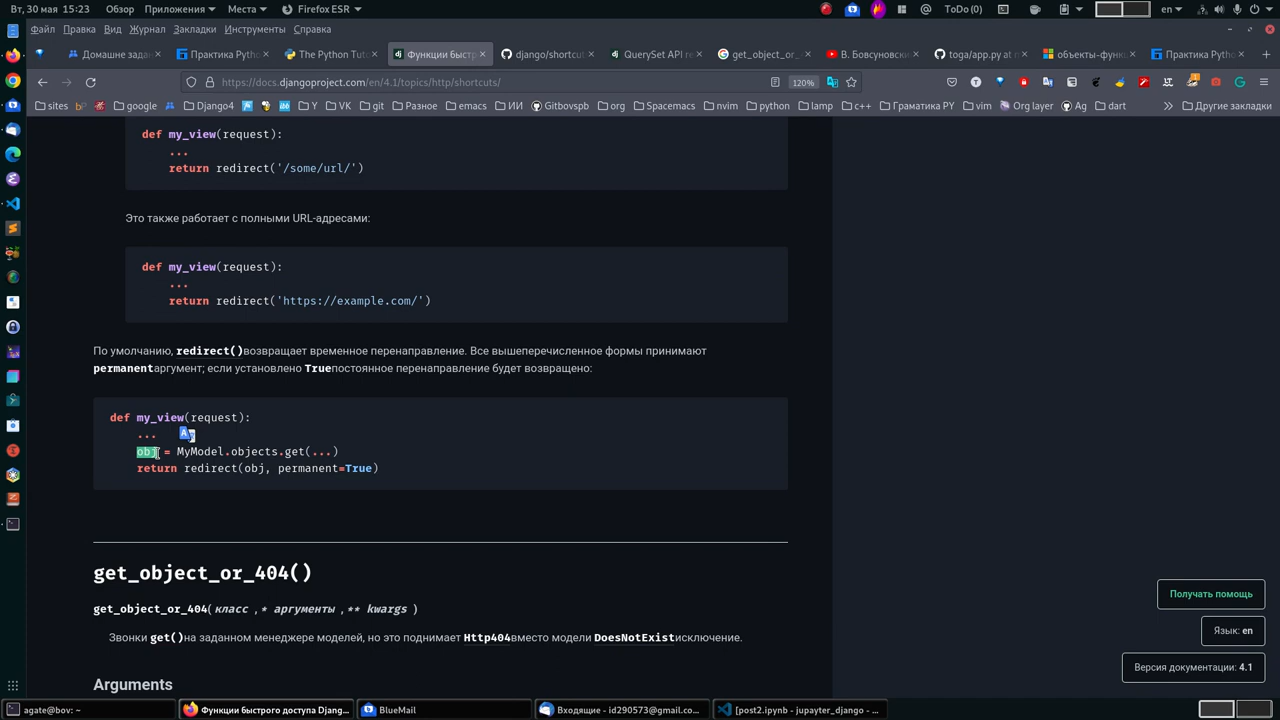 Вт, 30 мая 15:23
Обзор
Приложения
Места
Firefox ESR
ToDo(0)
en
Файл Правка Вид Журнал Закладки Инструменты Справка
Домашне зада
Практика Pytho
The Python Tut
Функции быстр
django/shortcu
QuerySet API re
get_object_or_
В. Бовсуновски
toga/app.py at m
объекты-функ
Практика Pytho
https://docs.djangoproject.com/en/4.1/topics/http/shortcuts/
120%
sites
google
Django4
Y
VK
git
Разное
emacs
ИИ
Gitbovspb
org
Spacemacs
nvim
python
lamp
c++
Граматика PY
vim
Org layer
Ag
dart
Другие закладки
def my_view(request):
...
return redirect('/some/url/')
Это также работает с полными URL-адресами:
def my_view(request):
...
return redirect('https://example.com/')
По умолчанию, redirect()возвращает временное перенаправление. Все вышеперечисленное формы принимают
permanentаргумент; если установлено Trueпостоянное перенаправление будет возвращено:
def my_view(request):
...
obj = MyModel.objects.get(...)
return redirect(obj, permanent=True)
get_object_or_404()
get_object_or_404(класс ,* аргументы ,** kwargs )
Звонки get()на заданном менеджере моделей, но это поднимает Http404вместо модели DoesNotExistисключение.
Arguments
Получать помощь
Язык: en
Версия документации: 4.1
agate@bov: ~
Функции быстрого доступа Djang...
BlueMail
Входящие - id290573@gmail.co...
[post2.ipynb - jupayter_django - ...